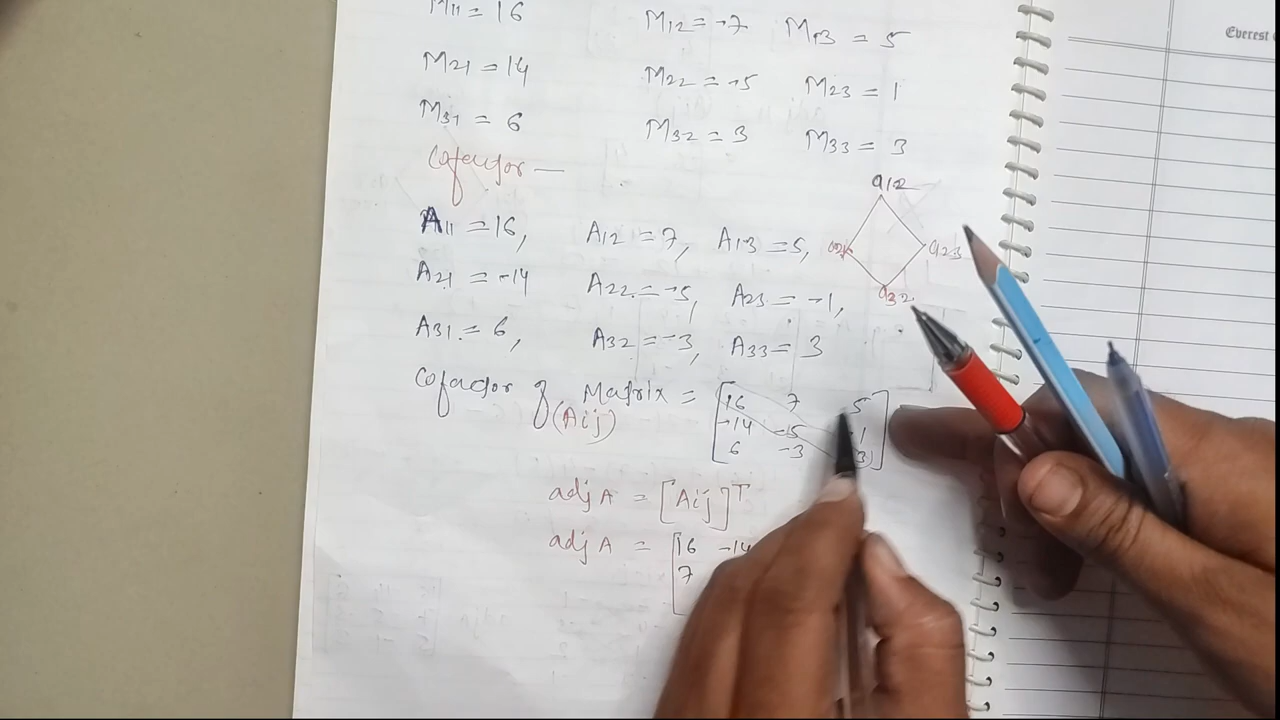 M11 = 16 M12 = -7 M13 = 5
M21 = 14 M22 = -5 M23 = 1
M31 = 6 M32 = 3 M33 = 3
Cofactor —
A11 = 16, A12 = 7, A13 = 5,
A21 = -14 A22 = -5, A23 = -1,
A31 = 6, A32 = -3, A33 = 3
a12
a23
a32
Cofactor of Matrix = [16 7 5
(Aij) -14 -5 -1
6 -3 3]
adj A = [Aij]T
adj A = [16 -14
7
Everest